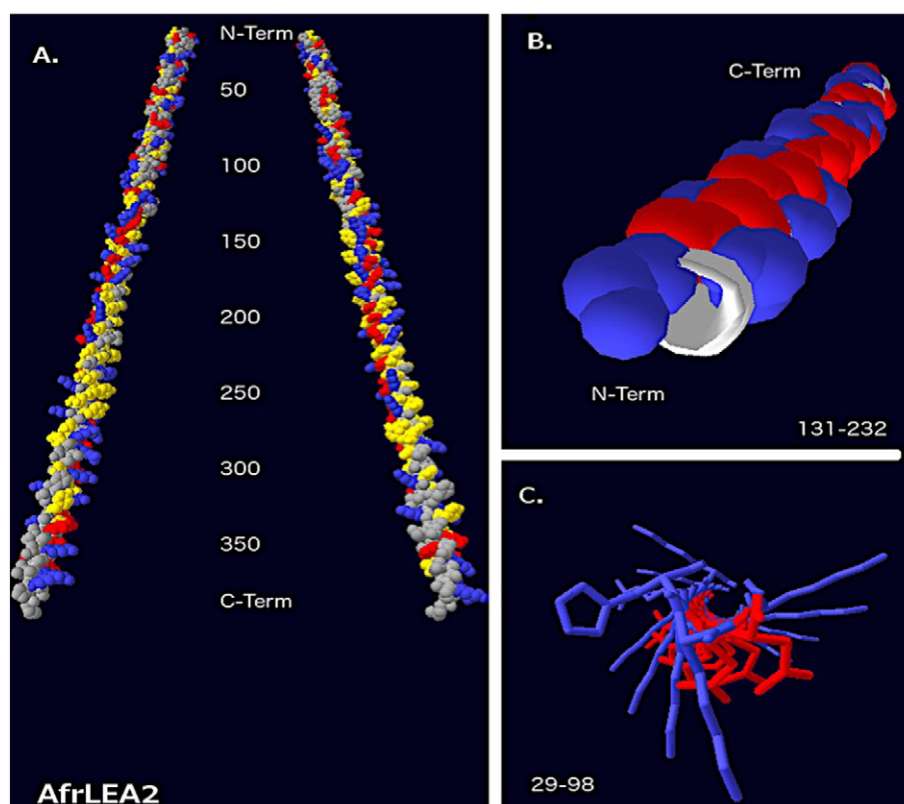 A.
N-Term
50
100
150
200
250
300
350
C-Term
AfrLEA2
B.
C-Term
N-Term
131-232
C.
29-98